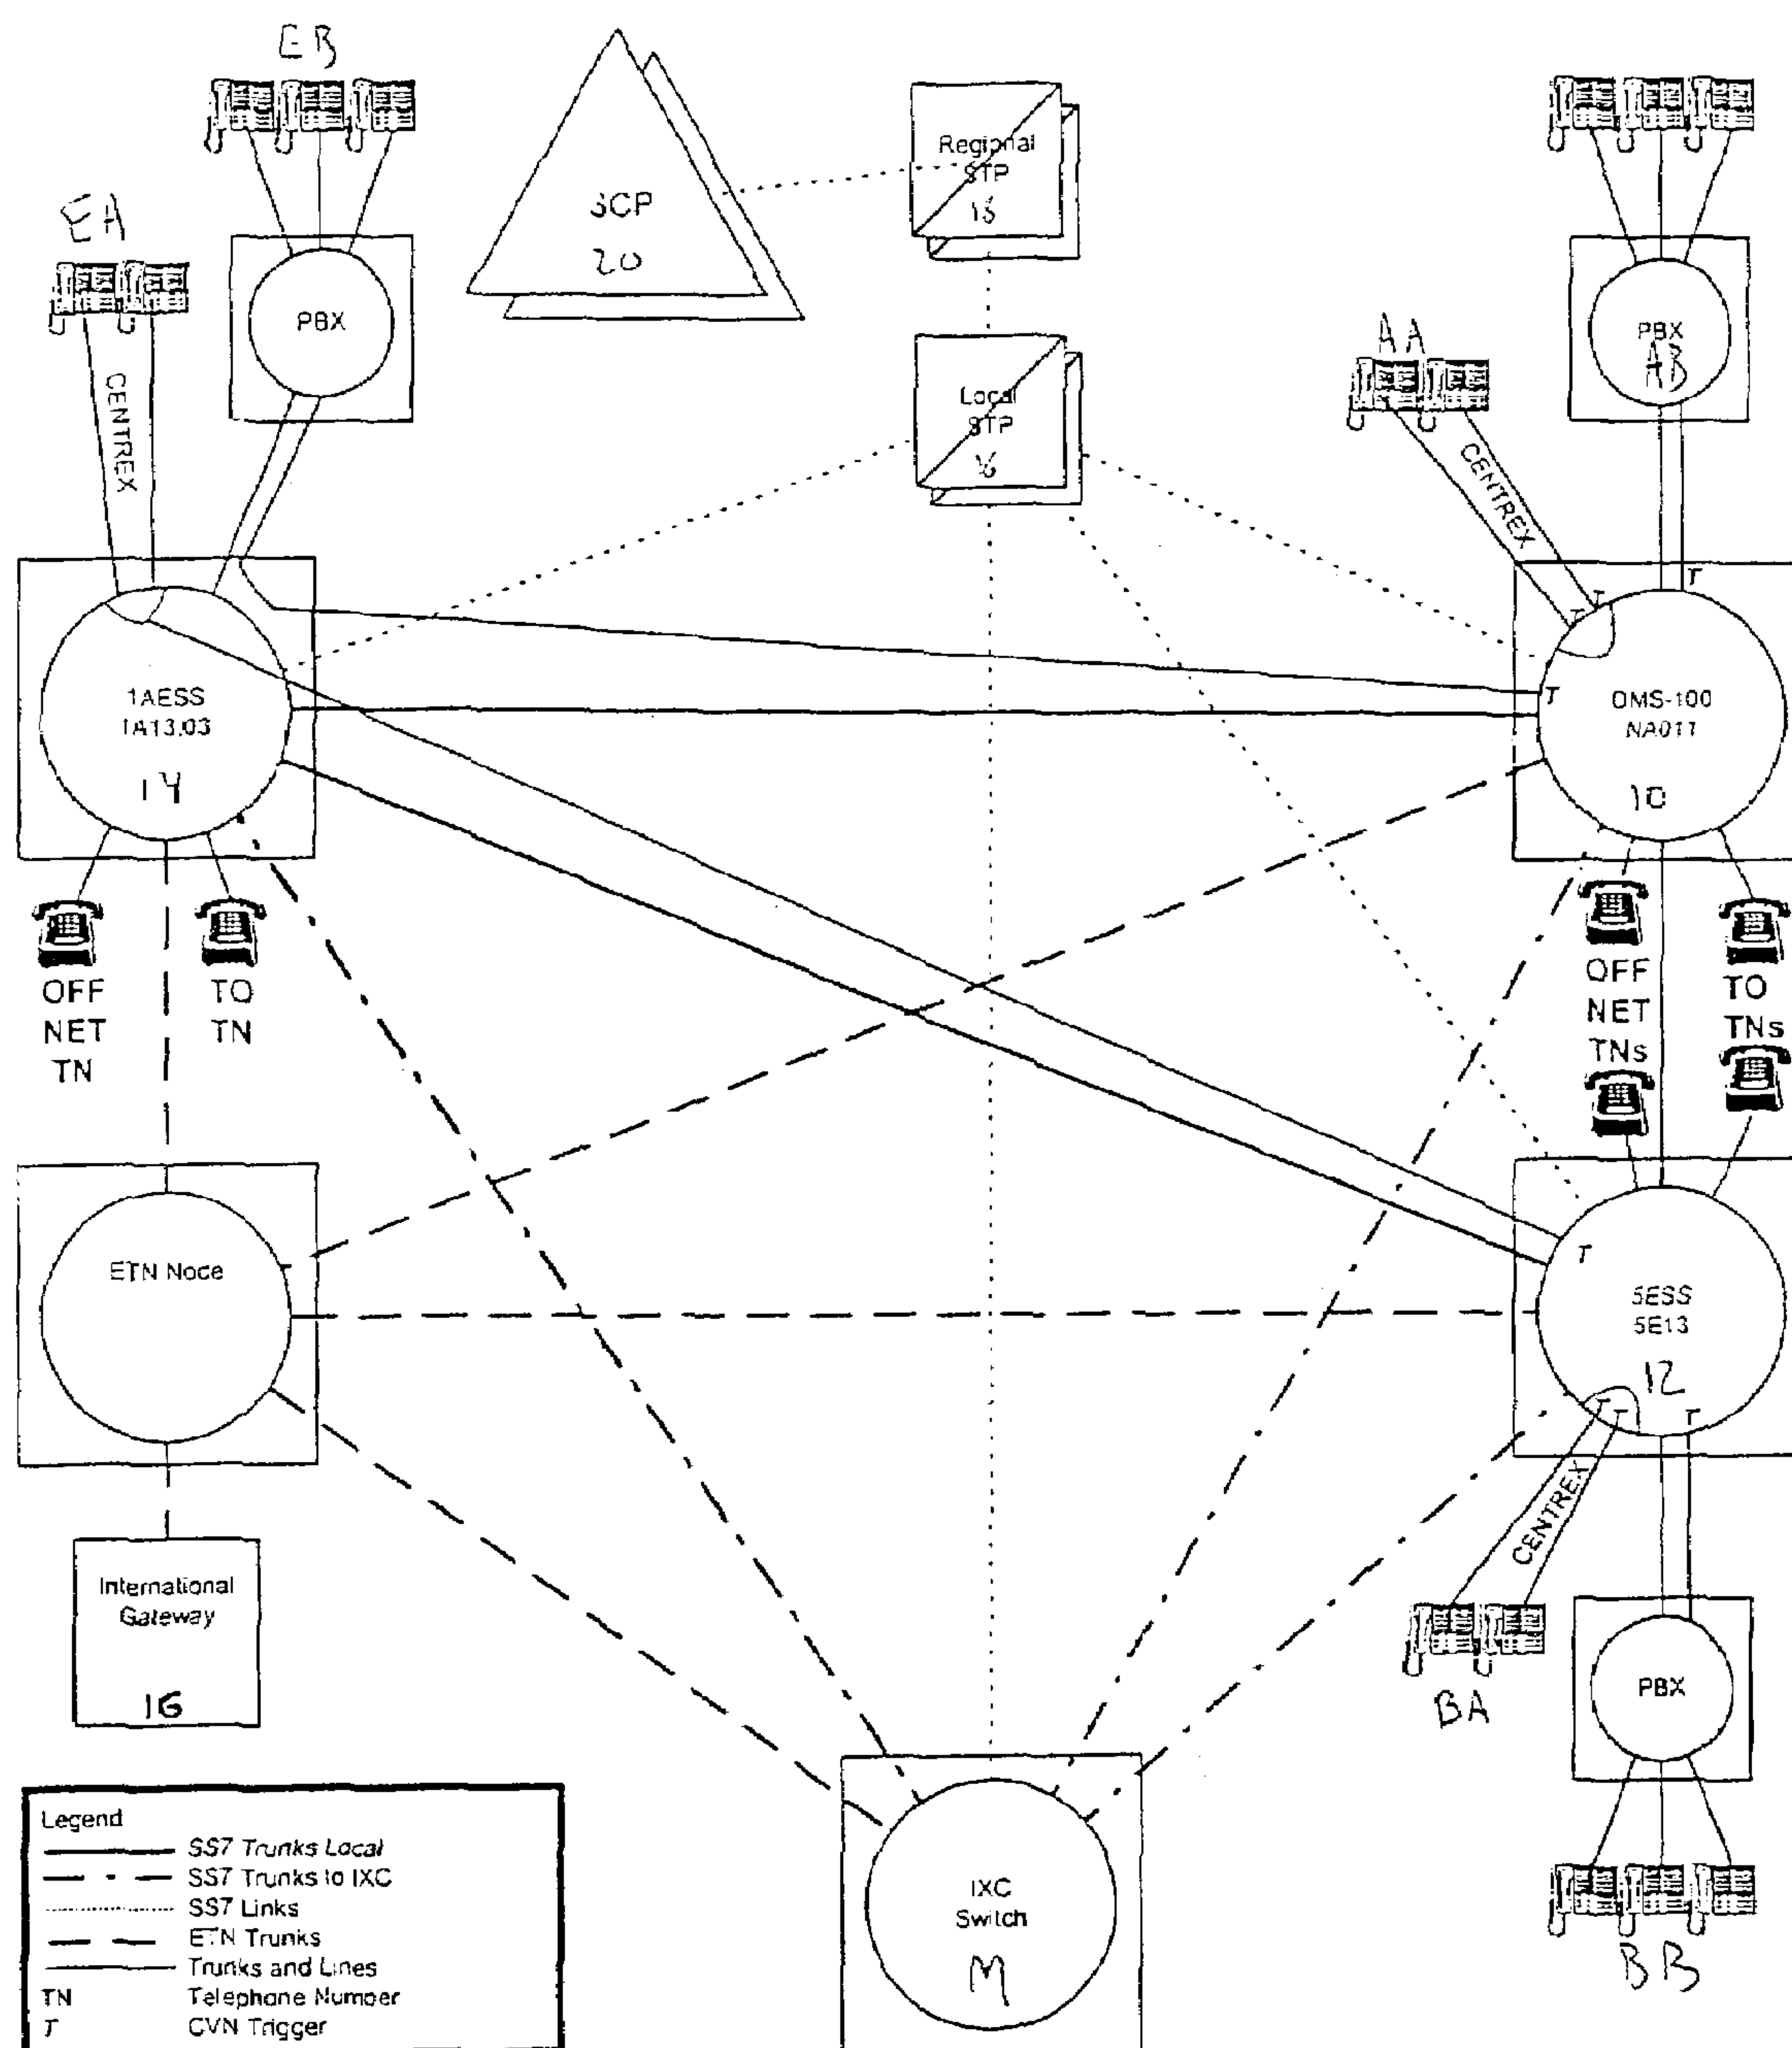 EB
EA
PBX
CENTREX
SCP
20
Regional
STP
18
Local
STP
16
AA
CENTREX
PBX
AB
T
T
T
T
1AESS
1A13.03
14
DMS-100
NA011
10
OFF
NET
TN
TO
TN
OFF
NET
TNs
TO
TNs
ETN Node
T
5ESS
5E13
12
T
T
T
CENTREX
BA
PBX
BB
International
Gateway
16
IXC
Switch
M
Legend
SS7 Trunks Local
SS7 Trunks to IXC
SS7 Links
ETN Trunks
Trunks and Lines
TN Telephone Number
T CVN Trigger